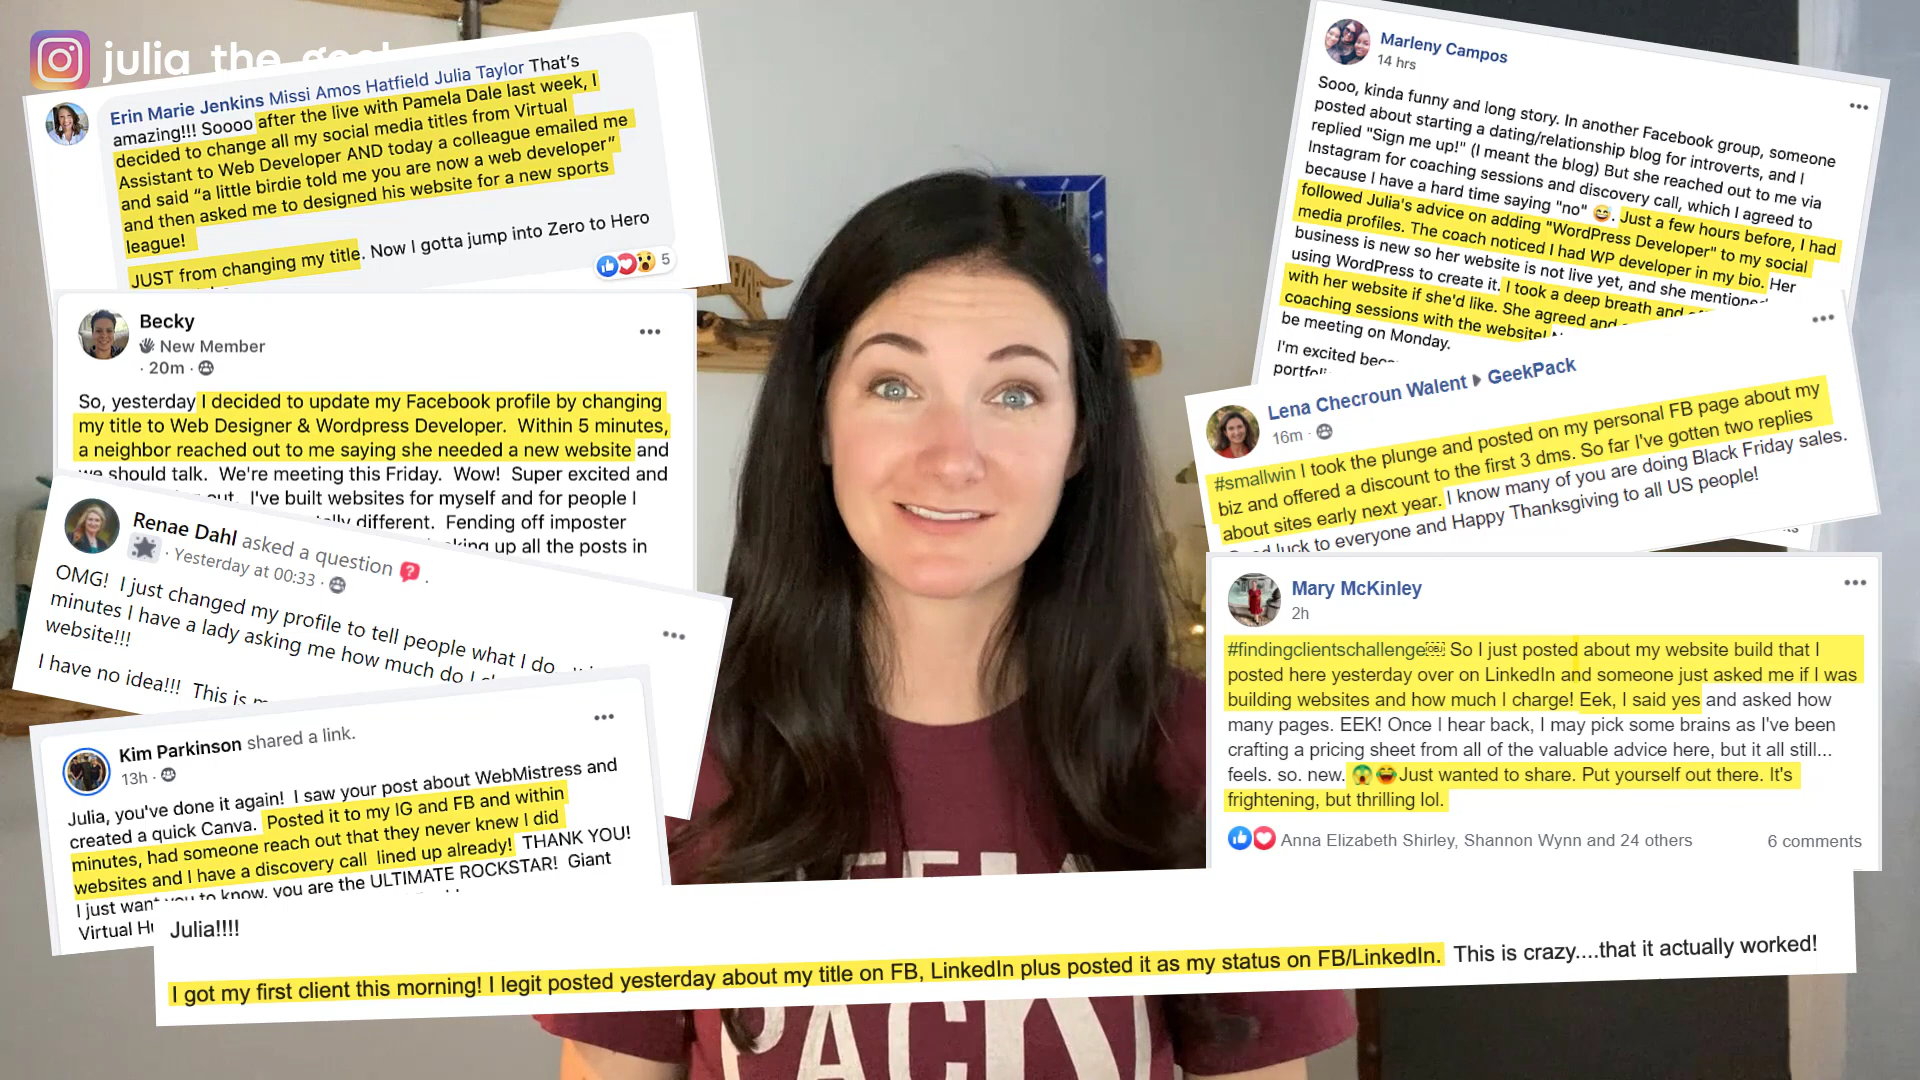 julia_the_geek
Erin Marie Jenkins Missi Amos Hatfield Julia Taylor That's
amazing!!! Soooo after the live with Pamela Dale last week, I
decided to change all my social media titles from Virtual
Assistant to Web Developer AND today a colleague emailed me
and said “a little birdie told me you are now a web developer”
and then asked me to designed his website for a new sports
league!
JUST from changing my title. Now I gotta jump into Zero to Hero
5
Becky
New Member
· 20m ·
So, yesterday I decided to update my Facebook profile by changing
my title to Web Designer & Wordpress Developer. Within 5 minutes,
a neighbor reached out to me saying she needed a new website and
we should talk. We're meeting this Friday. Wow! Super excited and
out. I've built websites for myself and for people I
different. Fending off imposter
up all the posts in
Renae Dahl asked a question
· Yesterday at 00:33 ·
OMG! I just changed my profile to tell people what I do
minutes I have a lady asking me how much do I
website!!!
I have no idea!!! This is
Kim Parkinson shared a link.
13h ·
Julia, you've done it again! I saw your post about WebMistress and
created a quick Canva. Posted it to my IG and FB and within
minutes, had someone reach out that they never knew I did
websites and I have a discovery call lined up already! THANK YOU!
I just want you to know, you are the ULTIMATE ROCKSTAR! Giant
Virtual
Marleny Campos
14 hrs
Sooo, kinda funny and long story. In another Facebook group, someone
posted about starting a dating/relationship blog for introverts, and I
replied "Sign me up!" (I meant the blog) But she reached out to me via
Instagram for coaching sessions and discovery call, which I agreed to
because I have a hard time saying "no" 😅. Just a few hours before, I had
followed Julia's advice on adding "WordPress Developer" to my social
media profiles. The coach noticed I had WP developer in my bio. Her
business is new so her website is not live yet, and she mentioned
using WordPress to create it. I took a deep breath and
with her website if she'd like. She agreed and
coaching sessions with the website!
be meeting on Monday.
I'm excited
Lena Checroun Walent ▸ GeekPack
16m ·
#smallwin I took the plunge and posted on my personal FB page about my
biz and offered a discount to the first 3 dms. So far I've gotten two replies
about sites early next year. I know many of you are doing Black Friday sales.
luck to everyone and Happy Thanksgiving to all US people!
Mary McKinley
2h
#findingclientschallenge So I just posted about my website build that I
posted here yesterday over on LinkedIn and someone just asked me if I was
building websites and how much I charge! Eek, I said yes and asked how
many pages. EEK! Once I hear back, I may pick some brains as I've been
crafting a pricing sheet from all of the valuable advice here, but it all still...
feels. so. new. 😱😂Just wanted to share. Put yourself out there. It's
frightening, but thrilling lol.
Anna Elizabeth Shirley, Shannon Wynn and 24 others 6 comments
Julia!!!!
I got my first client this morning! I legit posted yesterday about my title on FB, LinkedIn plus posted it as my status on FB/LinkedIn. This is crazy....that it actually worked!
PACK